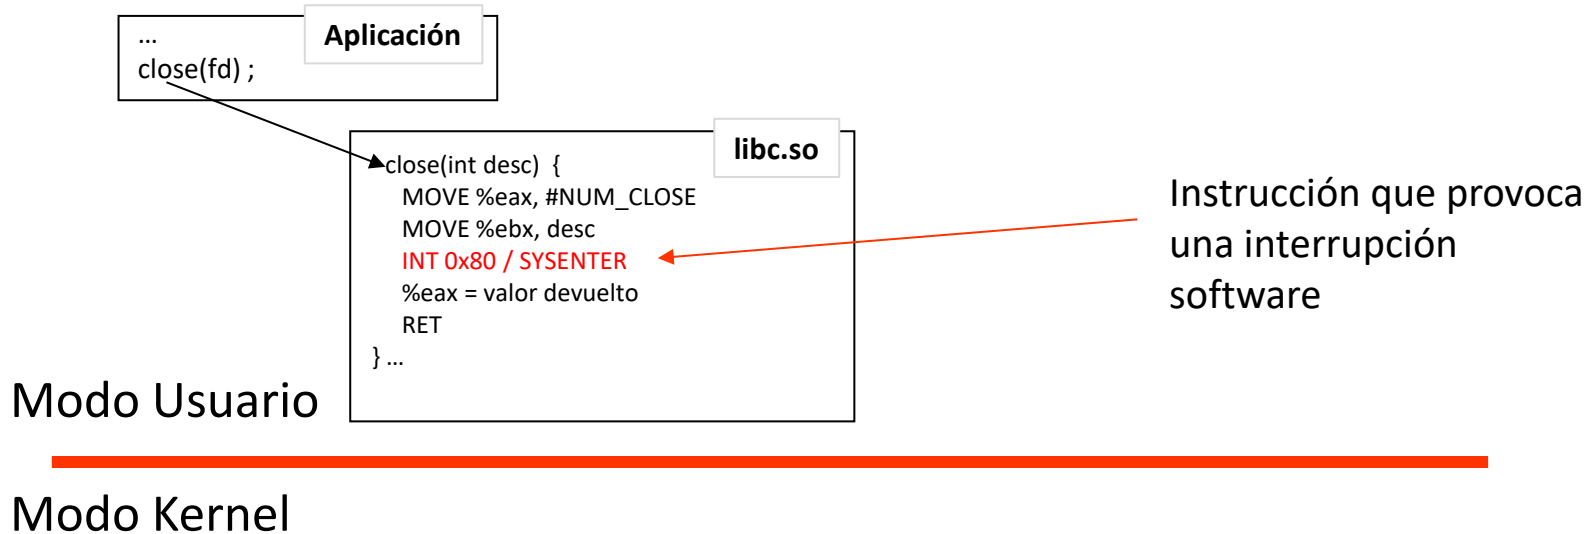 ...
Aplicación
close(fd) ;
libc.so
close(int desc) {
MOVE %eax, #NUM_CLOSE
MOVE %ebx, desc
INT 0x80 / SYSENTER
%eax = valor devuelto
RET
} ...
Instrucción que provoca
una interrupción
software
Modo Usuario
Modo Kernel